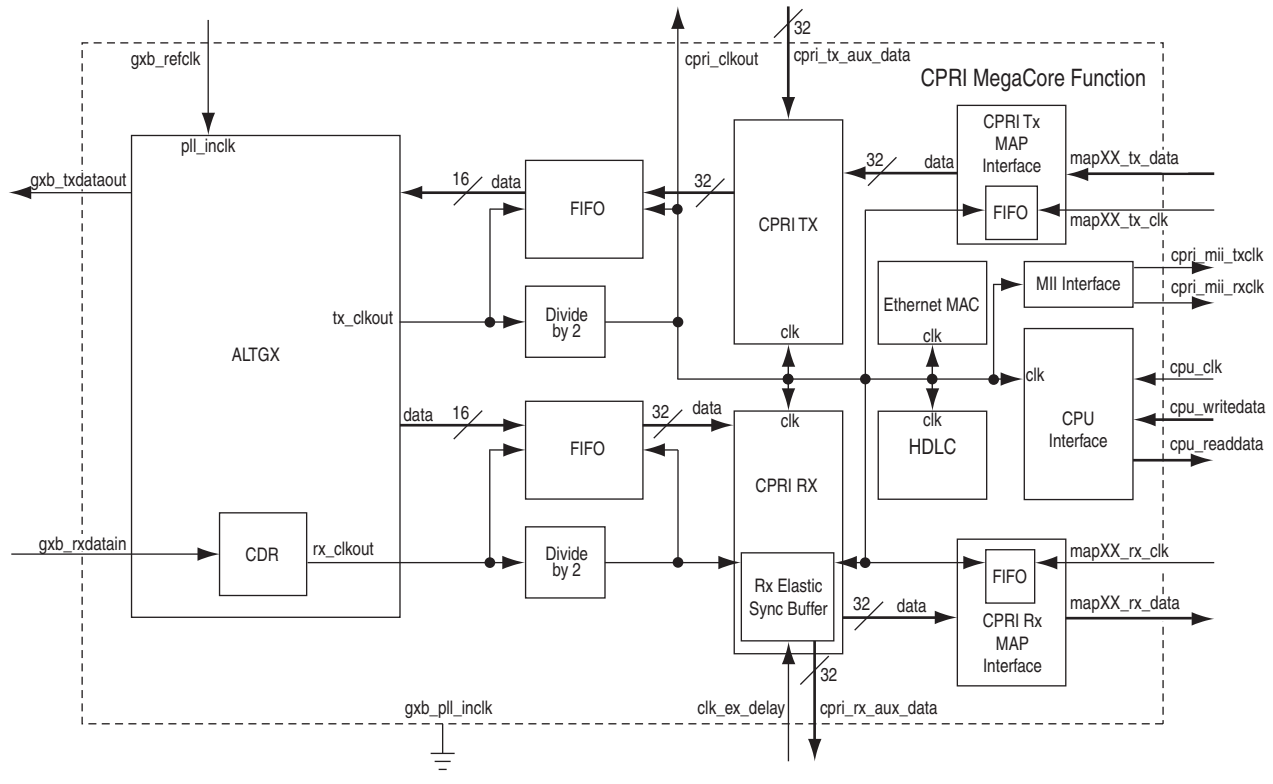 gxb_refclk
cpri_clkout
32
cpri_tx_aux_data
CPRI MegaCore Function
pll_inclk
gxb_txdataout
16
data
FIFO
32
CPRI TX
clk
32
data
CPRI Tx
MAP
Interface
FIFO
mapXX_tx_data
mapXX_tx_clk
cpri_mii_txclk
cpri_mii_rxclk
MII Interface
Ethernet MAC
clk
tx_clkout
Divide
by 2
ALTGX
clk
CPU
Interface
cpu_clk
cpu_writedata
cpu_readdata
clk
HDLC
data
16
FIFO
32
data
clk
CPRI RX
gxb_rxdatain
CDR
rx_clkout
Divide
by 2
Rx Elastic
Sync Buffer
32
data
FIFO
CPRI Rx
MAP
Interface
mapXX_rx_clk
mapXX_rx_data
32
gxb_pll_inclk
clk_ex_delay
cpri_rx_aux_data